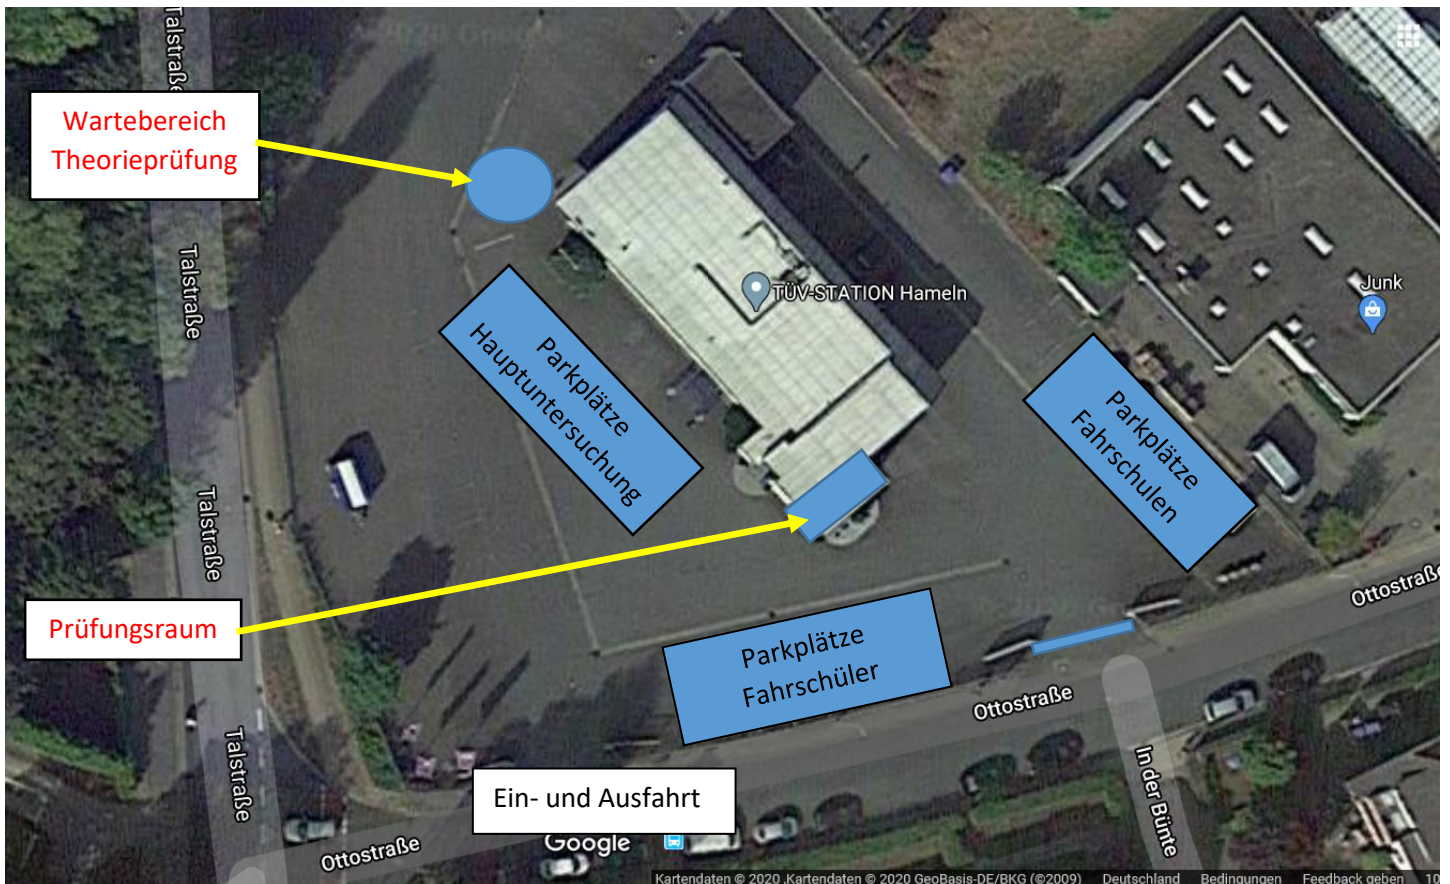 Talstraße
Wartebereich
Theorieprüfung
Talstraße
TÜV-STATION Hameln
Junk
Parkplätze
Hauptuntersuchung
Parkplätze
Fahrschulen
Talstraße
Prüfungsraum
Parkplätze
Fahrschüler
Ottostraße
Ottostraße
Talstraße
In der Bünte
Ein- und Ausfahrt
Google
Ottostraße
Kartendaten © 2020 ,Kartendaten © 2020 GeoBasis-DE/BKG (©2009) Deutschland Bedingungen Feedback geben 10